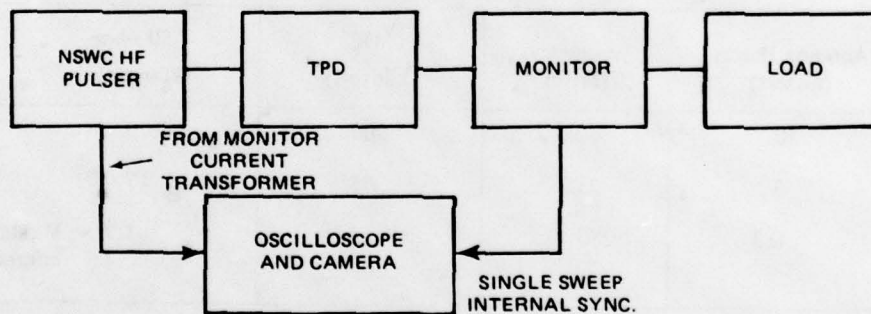 NSWC HF
PULSER
TPD
MONITOR
LOAD
FROM MONITOR
CURRENT
TRANSFORMER
OSCILLOSCOPE
AND CAMERA
SINGLE SWEEP
INTERNAL SYNC.